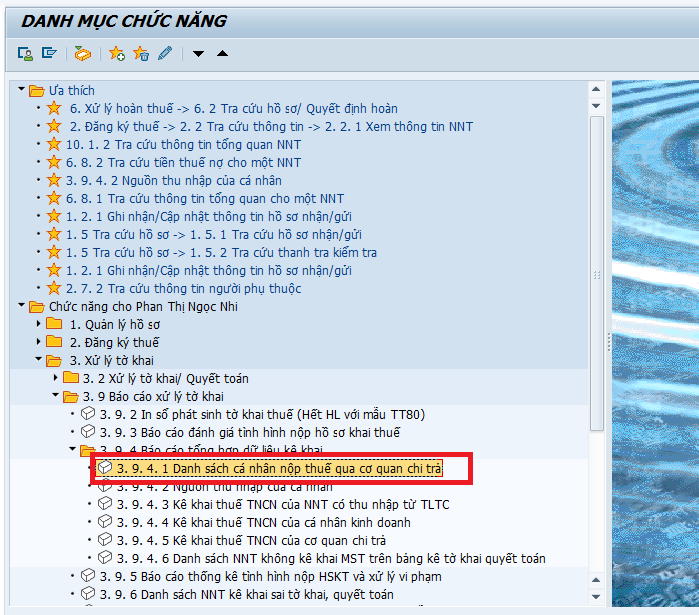 DANH MỤC CHỨC NĂNG
Ưa thích
6. Xử lý hoàn thuế -> 6. 2 Tra cứu hồ sơ/ Quyết định hoàn
2. Đăng ký thuế -> 2. 2 Tra cứu thông tin -> 2. 2. 1 Xem thông tin NNT
10. 1. 2 Tra cứu thông tin tổng quan NNT
6. 8. 2 Tra cứu tiền thuế nợ cho một NNT
3. 9. 4. 2 Nguồn thu nhập của cá nhân
6. 8. 1 Tra cứu thông tin tổng quan cho một NNT
1. 2. 1 Ghi nhận/Cập nhật thông tin hồ sơ nhận/gửi
1. 5 Tra cứu hồ sơ -> 1. 5. 1 Tra cứu hồ sơ nhận/gửi
1. 5 Tra cứu hồ sơ -> 1. 5. 2 Tra cứu thanh tra kiểm tra
1. 2. 1 Ghi nhận/Cập nhật thông tin hồ sơ nhận/gửi
2. 7. 2 Tra cứu thông tin người phụ thuộc
Chức năng cho Phan Thị Ngọc Nhi
1. Quản lý hồ sơ
2. Đăng ký thuế
3. Xử lý tờ khai
3. 2 Xử lý tờ khai/ Quyết toán
3. 9 Báo cáo xử lý tờ khai
3. 9. 2 In sổ phát sinh tờ khai thuế (Hết HL với mẫu TT80)
3. 9. 3 Báo cáo đánh giá tình hình nộp hồ sơ khai thuế
3. 9. 4 Báo cáo tổng hợp dữ liệu kê khai
3. 9. 4. 1 Danh sách cá nhân nộp thuế qua cơ quan chi trả
3. 9. 4. 2 Nguồn thu nhập của cá nhân
3. 9. 4. 3 Kê khai thuế TNCN của NNT có thu nhập từ TLTC
3. 9. 4. 4 Kê khai thuế TNCN của cá nhân kinh doanh
3. 9. 4. 5 Kê khai thuế TNCN của cơ quan chi trả
3. 9. 4. 6 Danh sách NNT không kê khai MST trên bảng kê tờ khai quyết toán
3. 9. 5 Báo cáo thống kê tình hình nộp HSKT và xử lý vi phạm
3. 9. 6 Danh sách NNT kê khai sai tờ khai, quyết toán